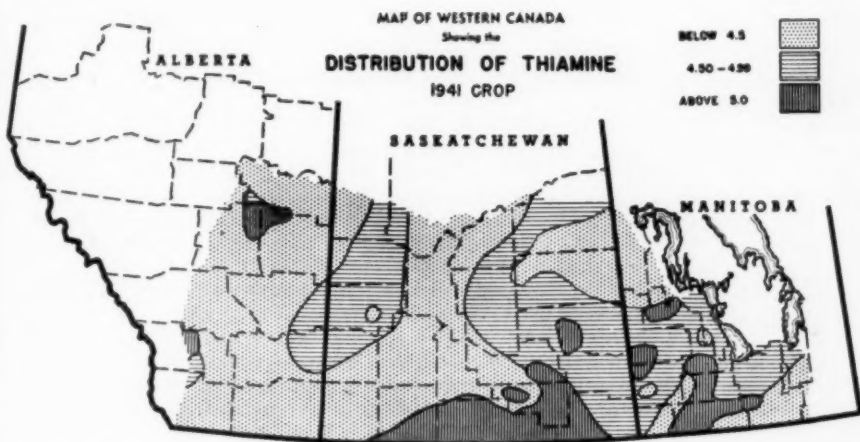 MAP OF WESTERN CANADA
Showing the
DISTRIBUTION OF THIAMINE
1941 CROP
BELOW 4.5
4.50 – 4.99
ABOVE 5.0
ALBERTA
SASKATCHEWAN
MANITOBA